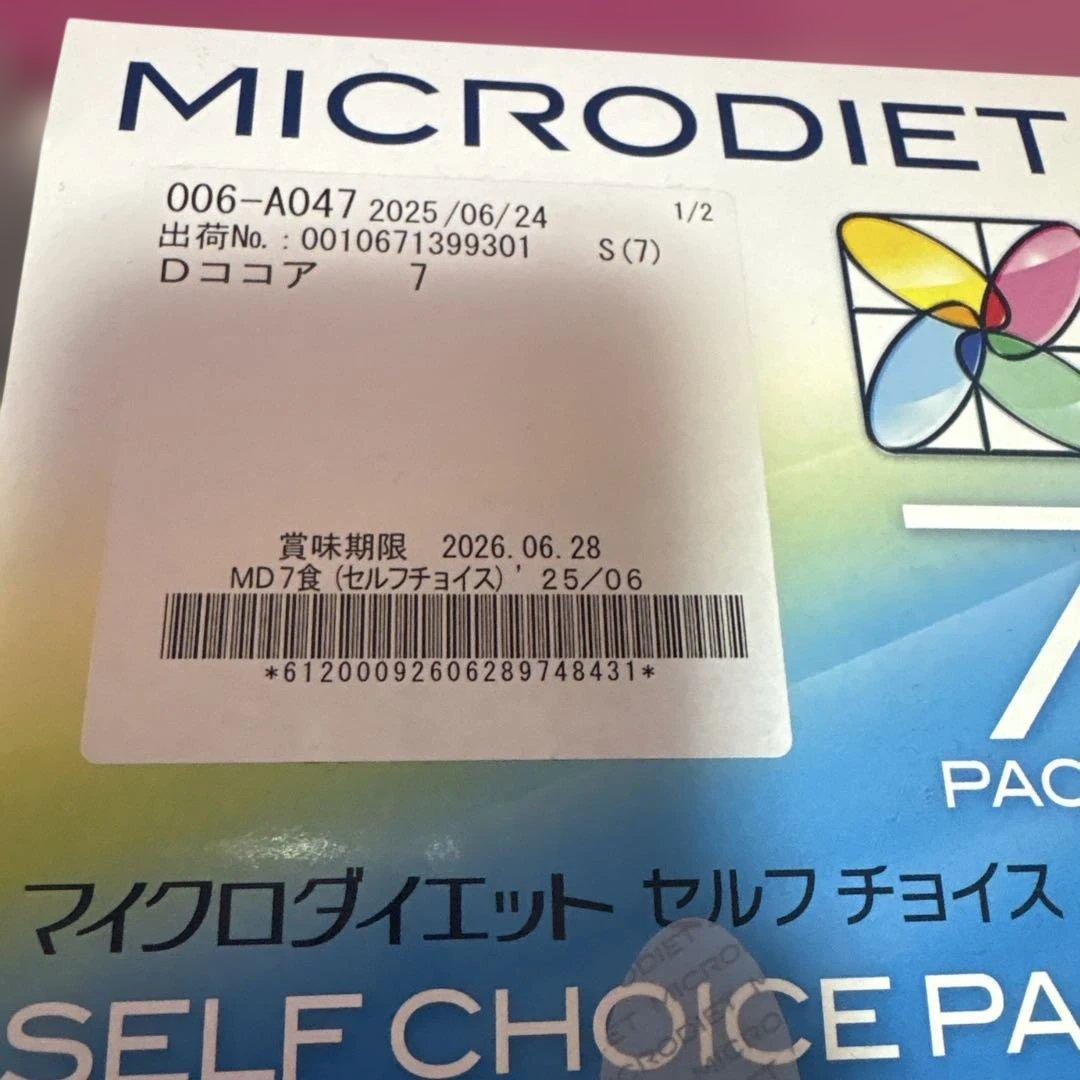 MICRODIET
006-A047 2025/06/24 1/2
出荷No.:0010671399301 S(7)
Dココア 7
賞味期限 2026.06.28
MD7食(セルフチョイス)'25/06
*61200092606289748431*
7
PAC
マイクロダイエット セルフチョイス
SELF CHOICE PA
MICRODIET